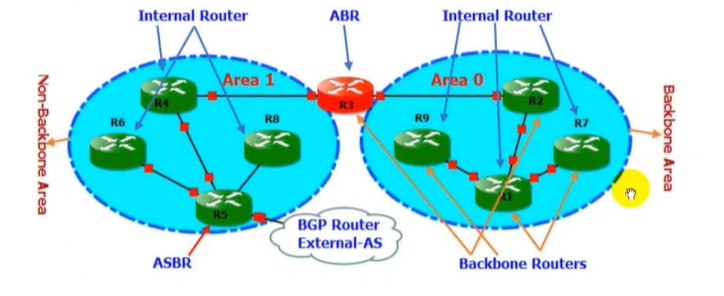 Internal Router
ABR
Internal Router
Area 1
Area 0
R4
R3
R2
R6
R8
R9
R7
R5
R1
Non-Backbone Area
Backbone Area
BGP Router
External-AS
ASBR
Backbone Routers